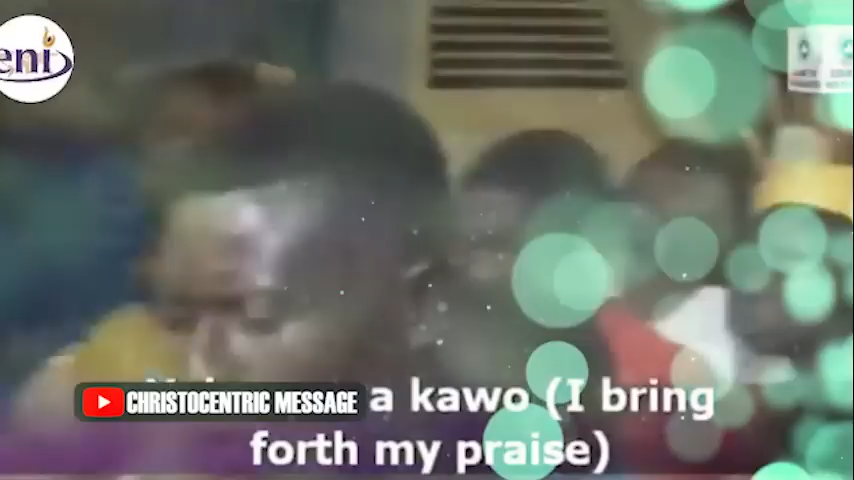 eni
CHRISTOCENTRIC MESSAGE
a kawo (I bring
forth my praise)